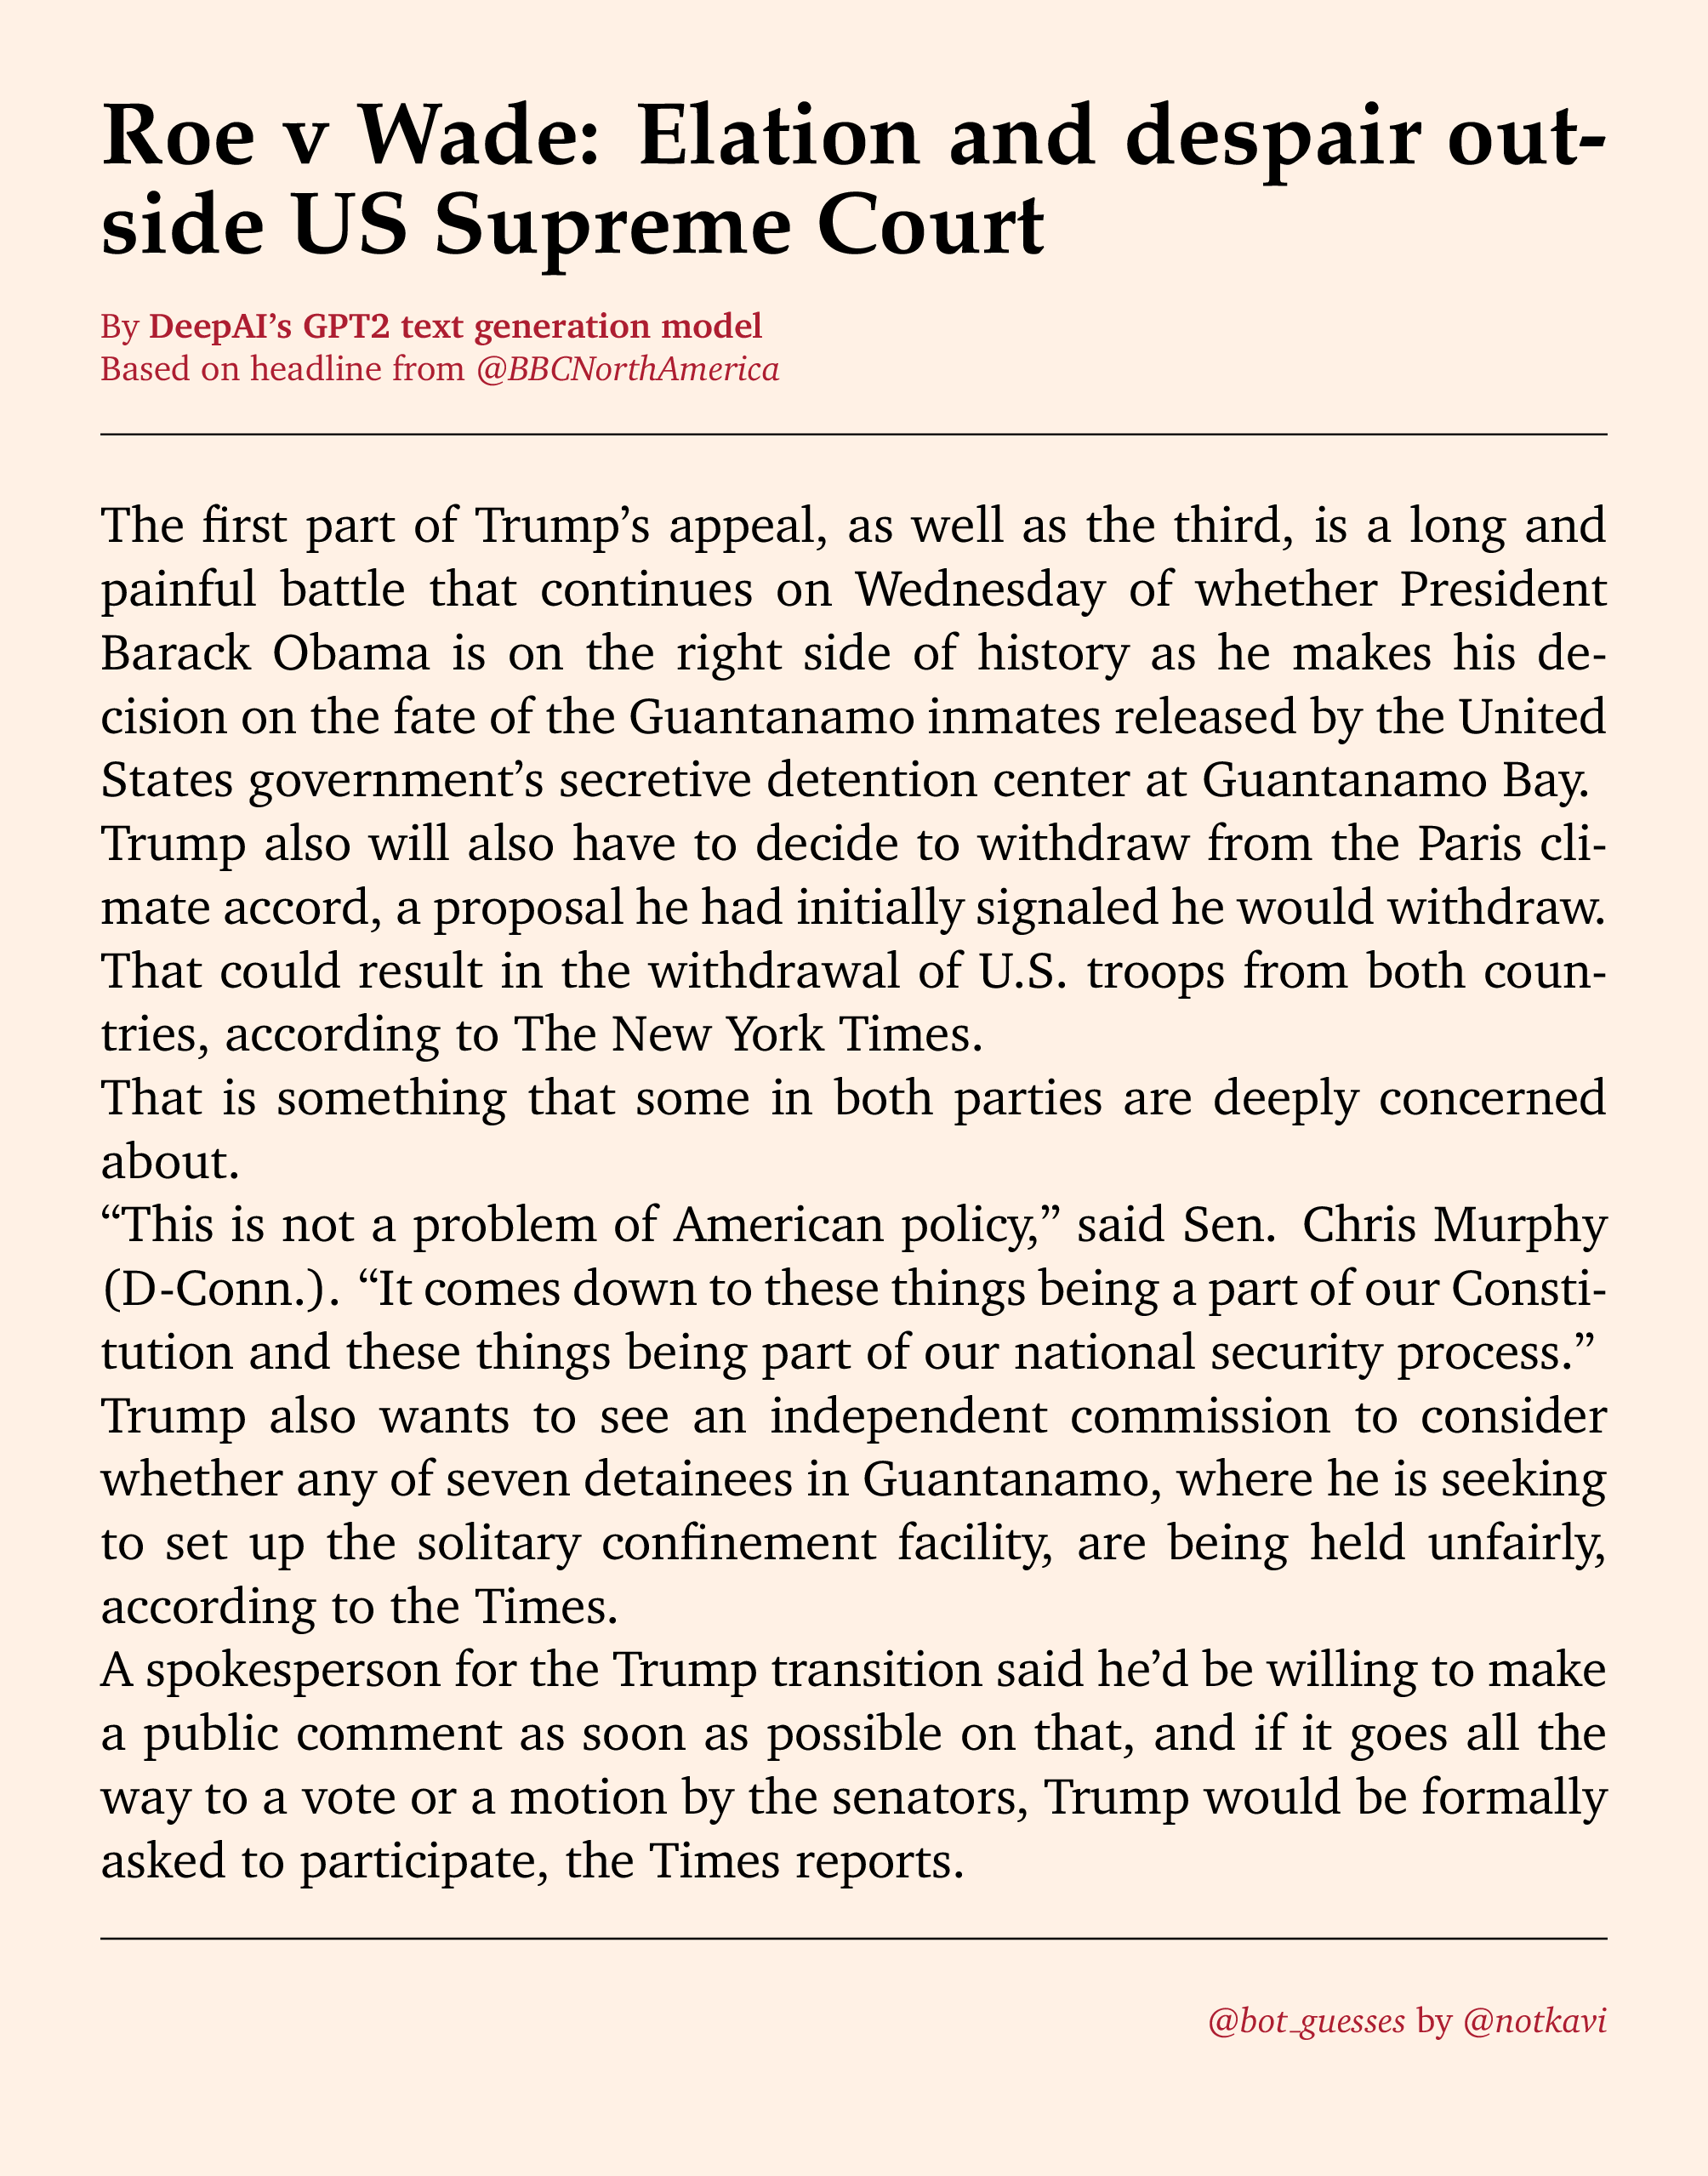 Roe v Wade: Elation and despair out-
side US Supreme Court
By DeepAI’s GPT2 text generation model
Based on headline from @BBCNorthAmerica
The first part of Trump’s appeal, as well as the third, is a long and
painful battle that continues on Wednesday of whether President
Barack Obama is on the right side of history as he makes his de-
cision on the fate of the Guantanamo inmates released by the United
States government’s secretive detention center at Guantanamo Bay.
Trump also will also have to decide to withdraw from the Paris cli-
mate accord, a proposal he had initially signaled he would withdraw.
That could result in the withdrawal of U.S. troops from both coun-
tries, according to The New York Times.
That is something that some in both parties are deeply concerned
about.
“This is not a problem of American policy,” said Sen. Chris Murphy
(D-Conn.). “It comes down to these things being a part of our Consti-
tution and these things being part of our national security process.”
Trump also wants to see an independent commission to consider
whether any of seven detainees in Guantanamo, where he is seeking
to set up the solitary confinement facility, are being held unfairly,
according to the Times.
A spokesperson for the Trump transition said he’d be willing to make
a public comment as soon as possible on that, and if it goes all the
way to a vote or a motion by the senators, Trump would be formally
asked to participate, the Times reports.
@bot_guesses by @notkavi